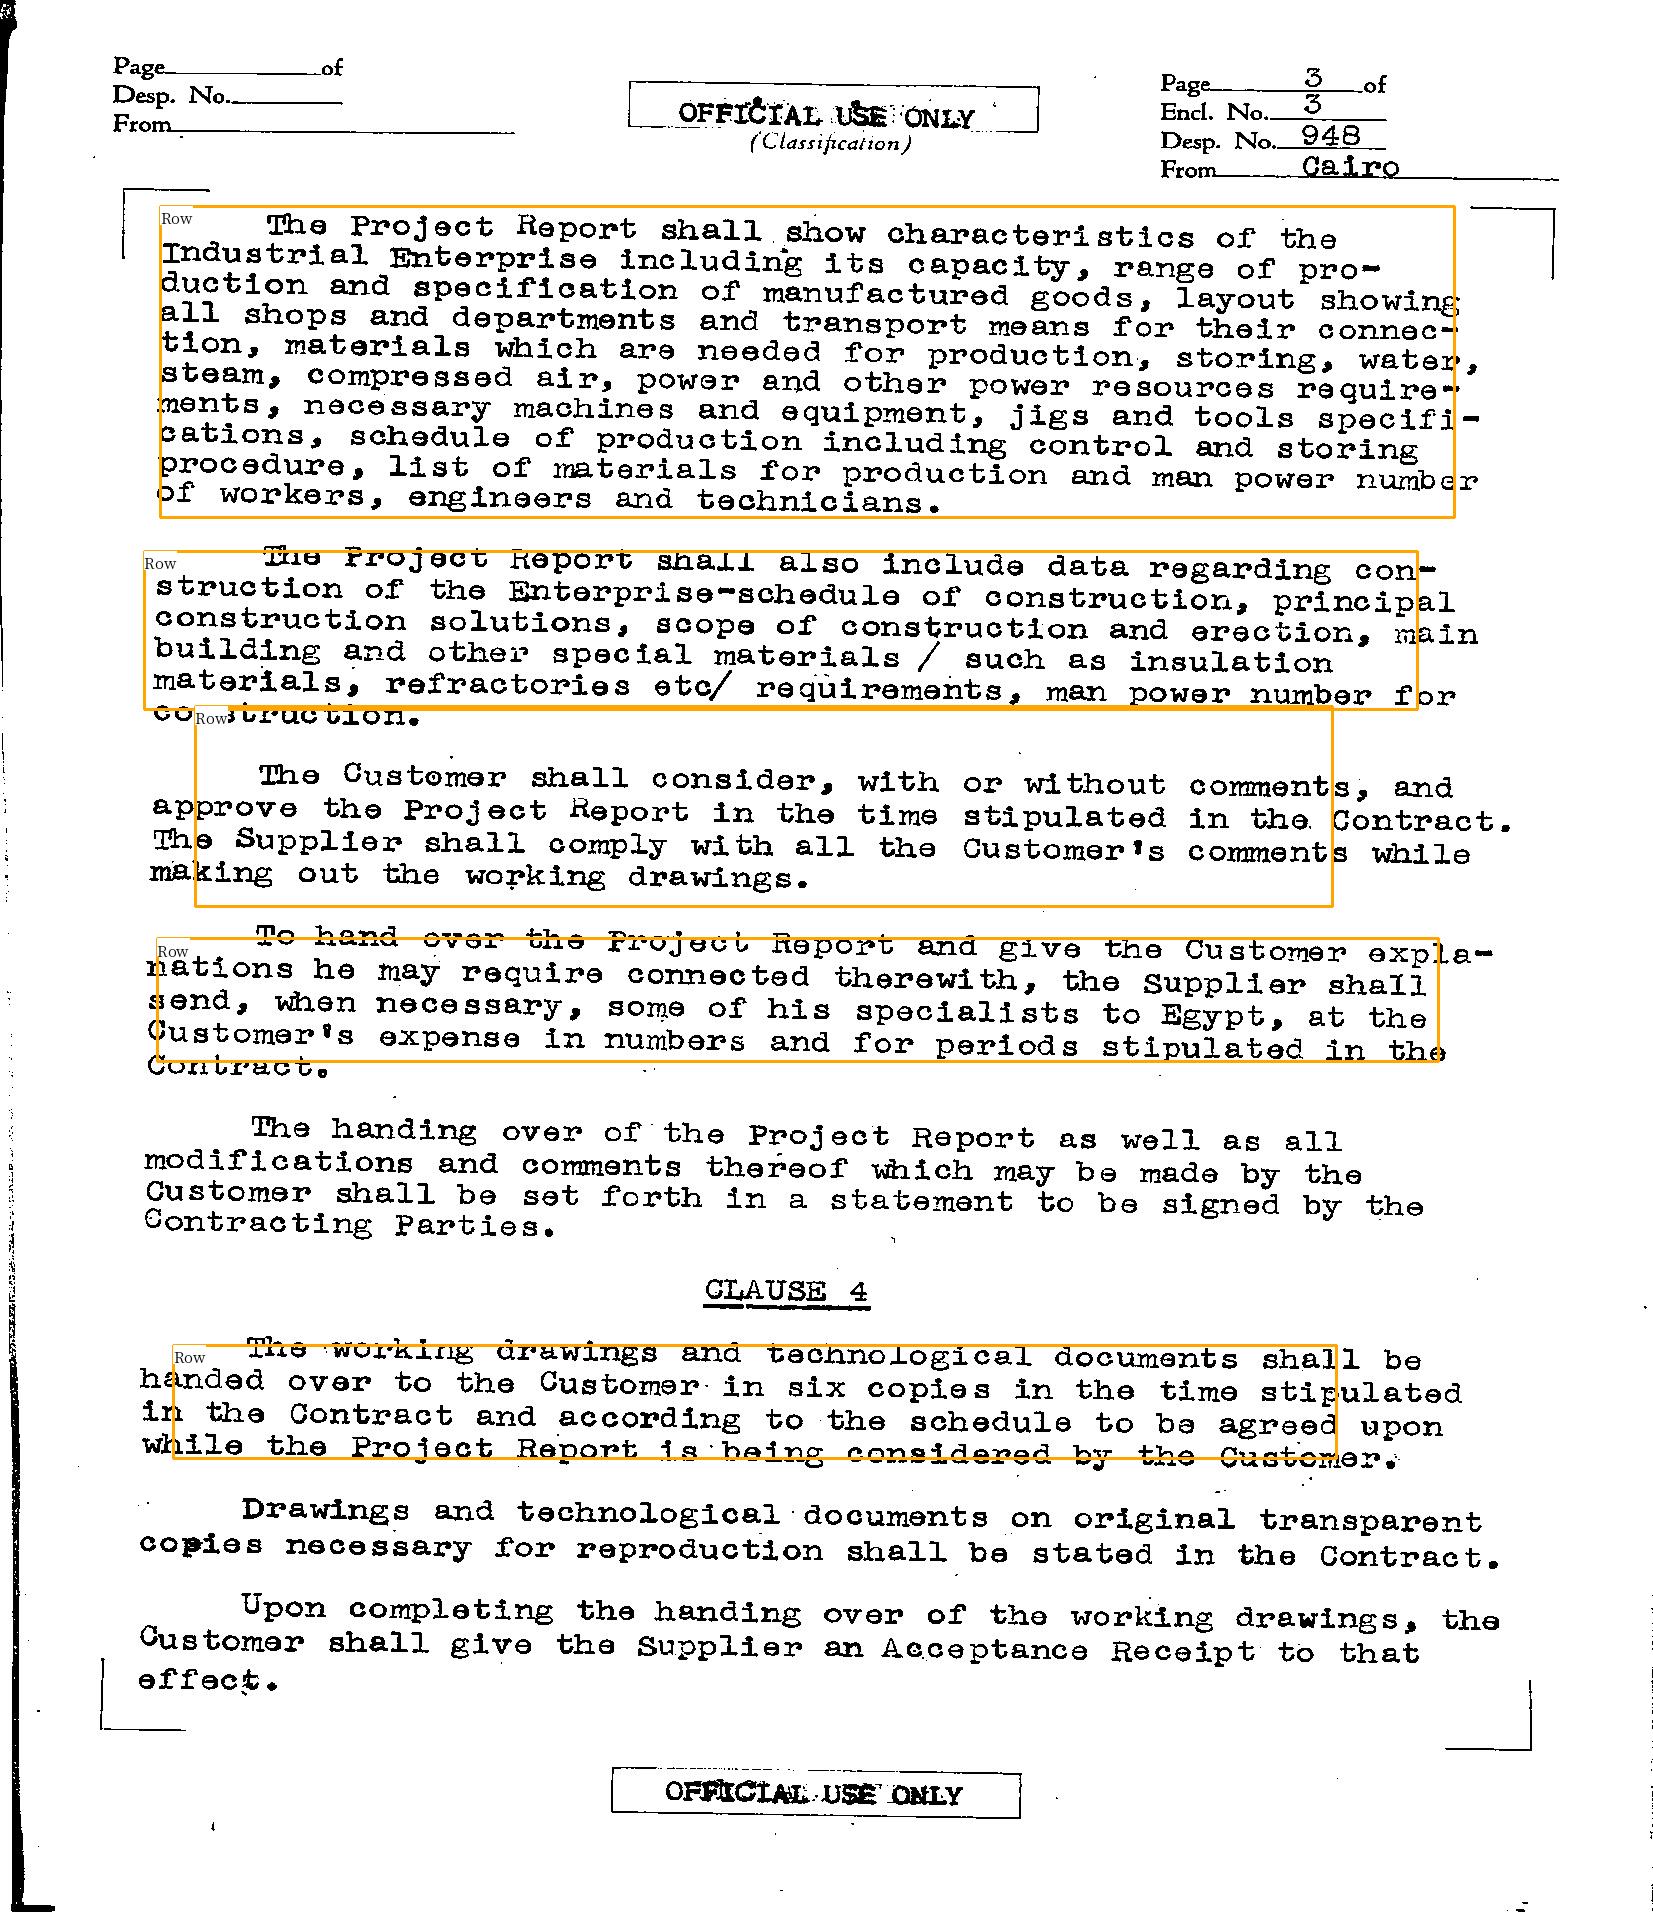 Page of
Desp. No.
From
OFFICIAL USE ONLY
(Classification)
Page 3 of
Encl. No. 3
Desp. No. 948
From Cairo
Row
The Project Report shall show characteristics of the
Industrial Enterprise including its capacity, range of pro-
duction and specification of manufactured goods, layout showing
all shops and departments and transport means for their connec-
tion, materials which are needed for production, storing, water,
steam, compressed air, power and other power resources require-
ments, necessary machines and equipment, jigs and tools specifi-
cations, schedule of production including control and storing
procedure, list of materials for production and man power number
of workers, engineers and technicians.
Row
The Project Report shall also include data regarding con-
struction of the Enterprise-schedule of construction, principal
construction solutions, scope of construction and erection, main
building and other special materials / such as insulation
materials, refractories etc/ requirements, man power number for
construction.
Row
The Customer shall consider, with or without comments, and
approve the Project Report in the time stipulated in the Contract.
The Supplier shall comply with all the Customer's comments while
making out the working drawings.
Row
To hand over the Project Report and give the Customer expla-
nations he may require connected therewith, the Supplier shall
send, when necessary, some of his specialists to Egypt, at the
Customer's expense in numbers and for periods stipulated in the
Contract.
The handing over of the Project Report as well as all
modifications and comments thereof which may be made by the
Customer shall be set forth in a statement to be signed by the
Contracting Parties.
CLAUSE 4
Row
The working drawings and technological documents shall be
handed over to the Customer in six copies in the time stipulated
in the Contract and according to the schedule to be agreed upon
while the Project Report is being considered by the Customer.
Drawings and technological documents on original transparent
copies necessary for reproduction shall be stated in the Contract.
Upon completing the handing over of the working drawings, the
Customer shall give the Supplier an Acceptance Receipt to that
effect.
OFFICIAL USE ONLY